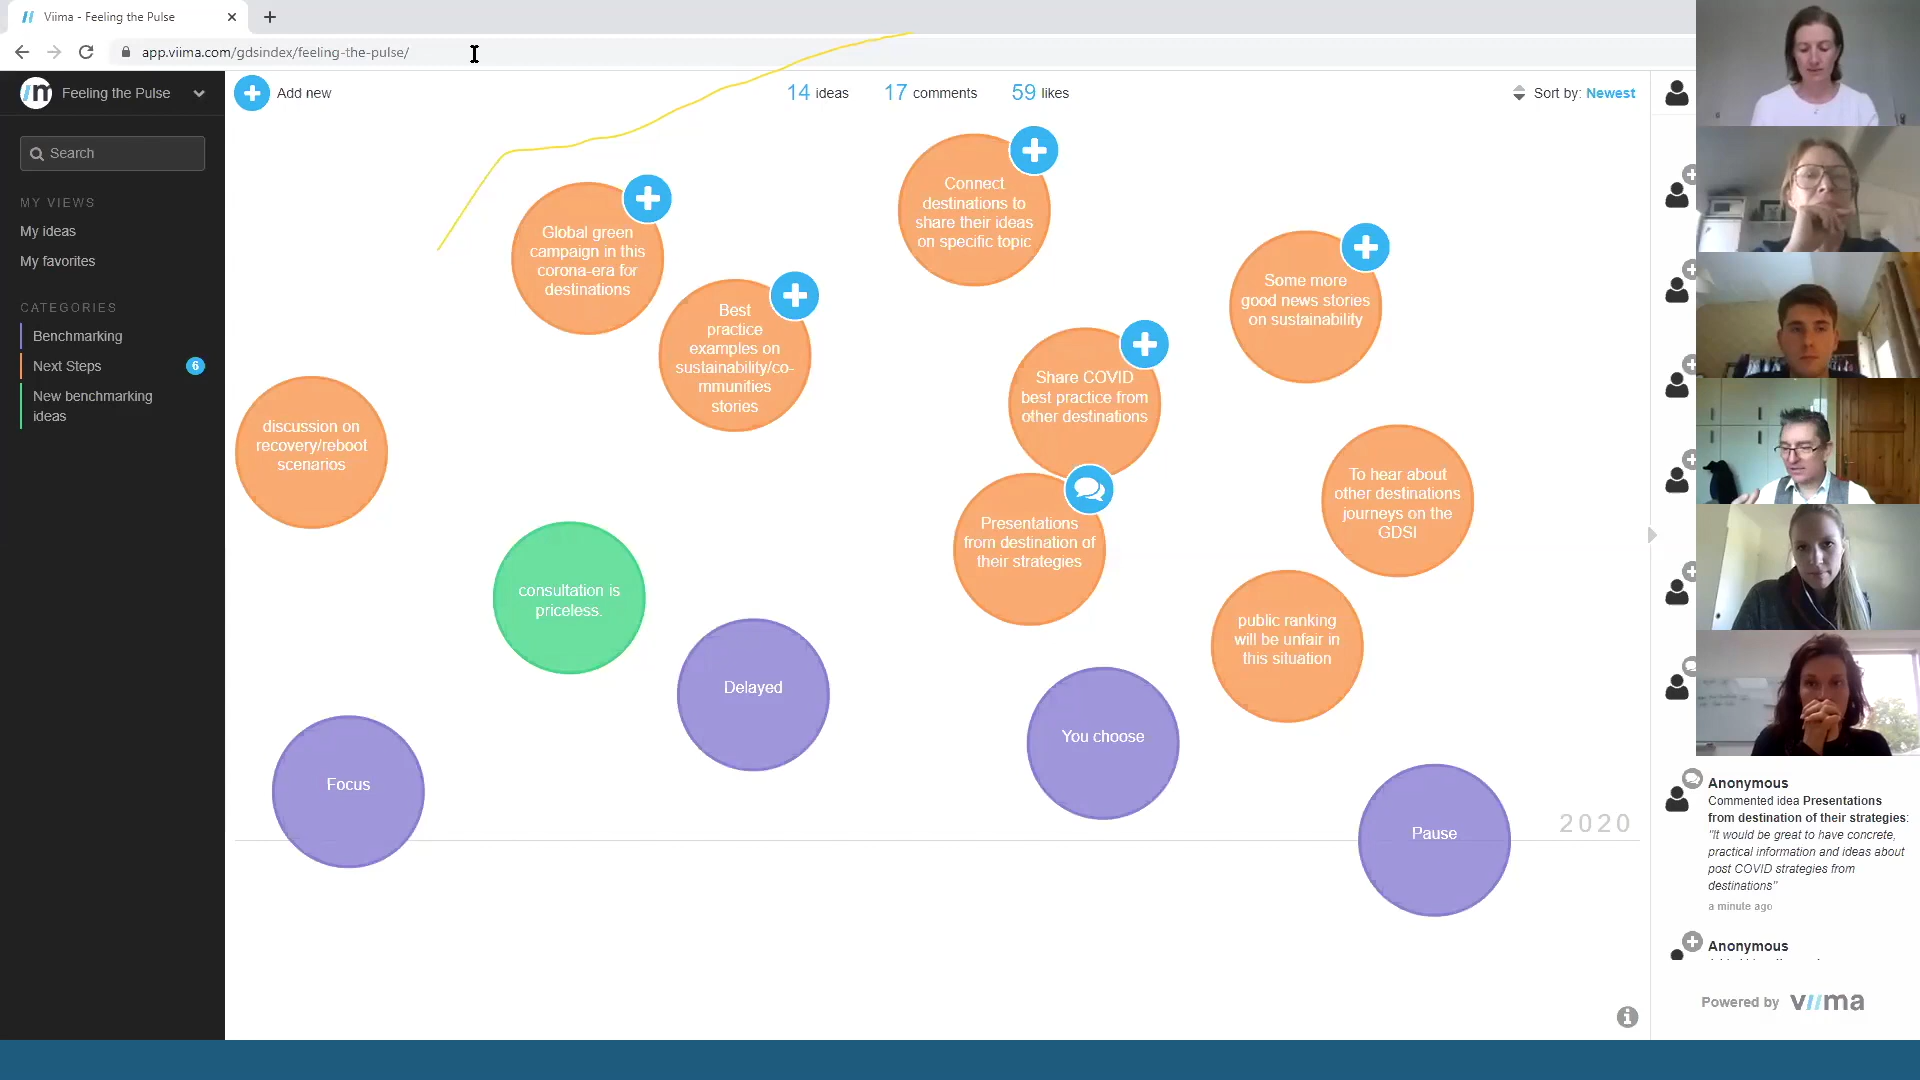 Viima - Feeling the Pulse
app.viima.com/gdsindex/feeling-the-pulse/
Feeling the Pulse
Add new
14 ideas
17 comments
59 likes
Sort by: Newest
Search
MY VIEWS
My ideas
My favorites
CATEGORIES
Benchmarking
Next Steps
6
New benchmarking
ideas
Connect
destinations to
share their ideas
on specific topic
Global green
campaign in this
corona-era for
destinations
Some more
good news stories
on sustainability
Best
practice
examples on
sustainability/co-
mmunities
stories
Share COVID
best practice from
other destinations
discussion on
recovery/reboot
scenarios
To hear about
other destinations
journeys on the
GDSI
Presentations
from destination of
their strategies
consultation is
priceless.
public ranking
will be unfair in
this situation
Delayed
You choose
Focus
Pause
2020
Anonymous
Commented idea Presentations
from destination of their strategies:
"It would be great to have concrete,
practical information and ideas about
post COVID strategies from
destinations"
a minute ago
Anonymous
Powered by viima